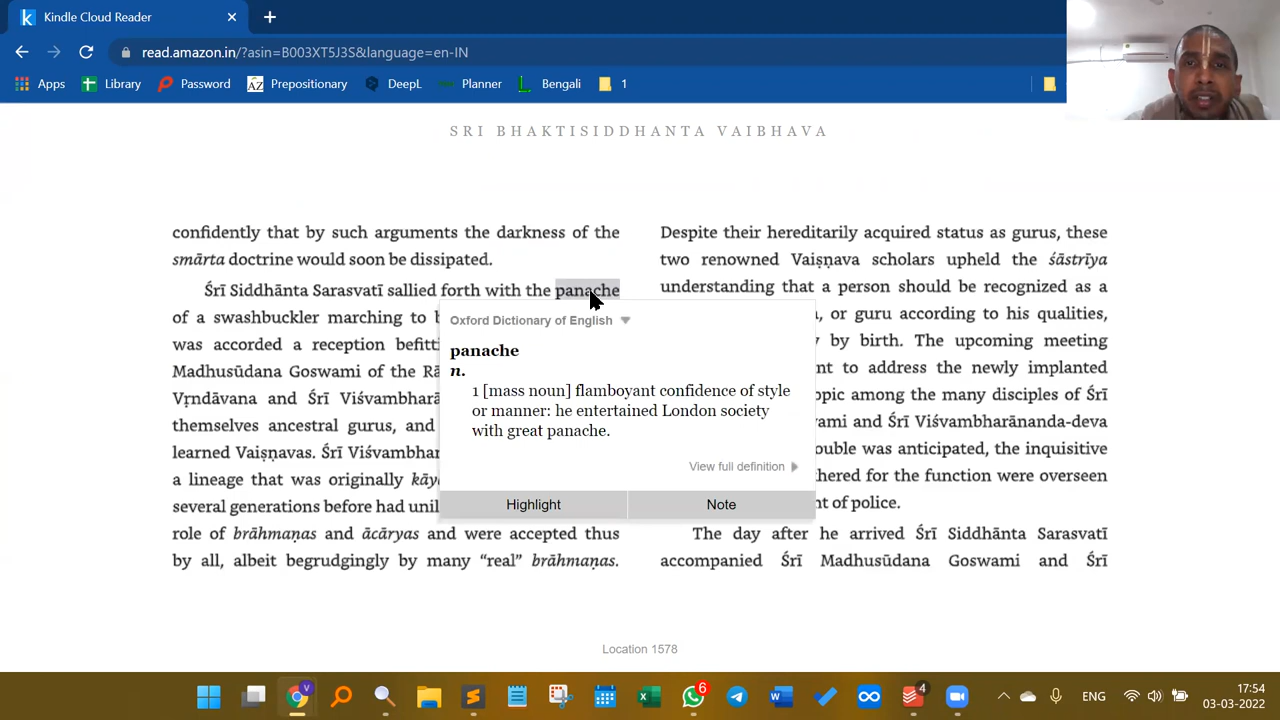 Kindle Cloud Reader
read.amazon.in/?asin=B003XT5J3S&language=en-IN
Apps Library Password AZ Prepositionary DeepL Planner Bengali 1
SRI BHAKTISIDDHANTA VAIBHAVA
confidently that by such arguments the darkness of the
smārta doctrine would soon be dissipated.
Śrī Siddhānta Sarasvatī sallied forth with the panache
of a swashbuckler marching to b
was accorded a reception befitti
Madhusūdana Goswami of the Rā
Vṛndāvana and Śrī Viśvambharā
themselves ancestral gurus, and
learned Vaiṣṇavas. Śrī Viśvambha
a lineage that was originally kāy
several generations before had unil
role of brāhmaṇas and ācāryas and were accepted thus
by all, albeit begrudgingly by many “real” brāhmaṇas.
Oxford Dictionary of English
panache
n.
1 [mass noun] flamboyant confidence of style
or manner: he entertained London society
with great panache.
View full definition
Highlight Note
Despite their hereditarily acquired status as gurus, these
two renowned Vaiṣṇava scholars upheld the śāstrīya
understanding that a person should be recognized as a
, or guru according to his qualities,
y by birth. The upcoming meeting
nt to address the newly implanted
opic among the many disciples of Śrī
wami and Śrī Viśvambharānanda-deva
ouble was anticipated, the inquisitive
hered for the function were overseen
nt of police.
The day after he arrived Śrī Siddhānta Sarasvatī
accompanied Śrī Madhusūdana Goswami and Śrī
Location 1578
6 4 ENG 17:54
03-03-2022